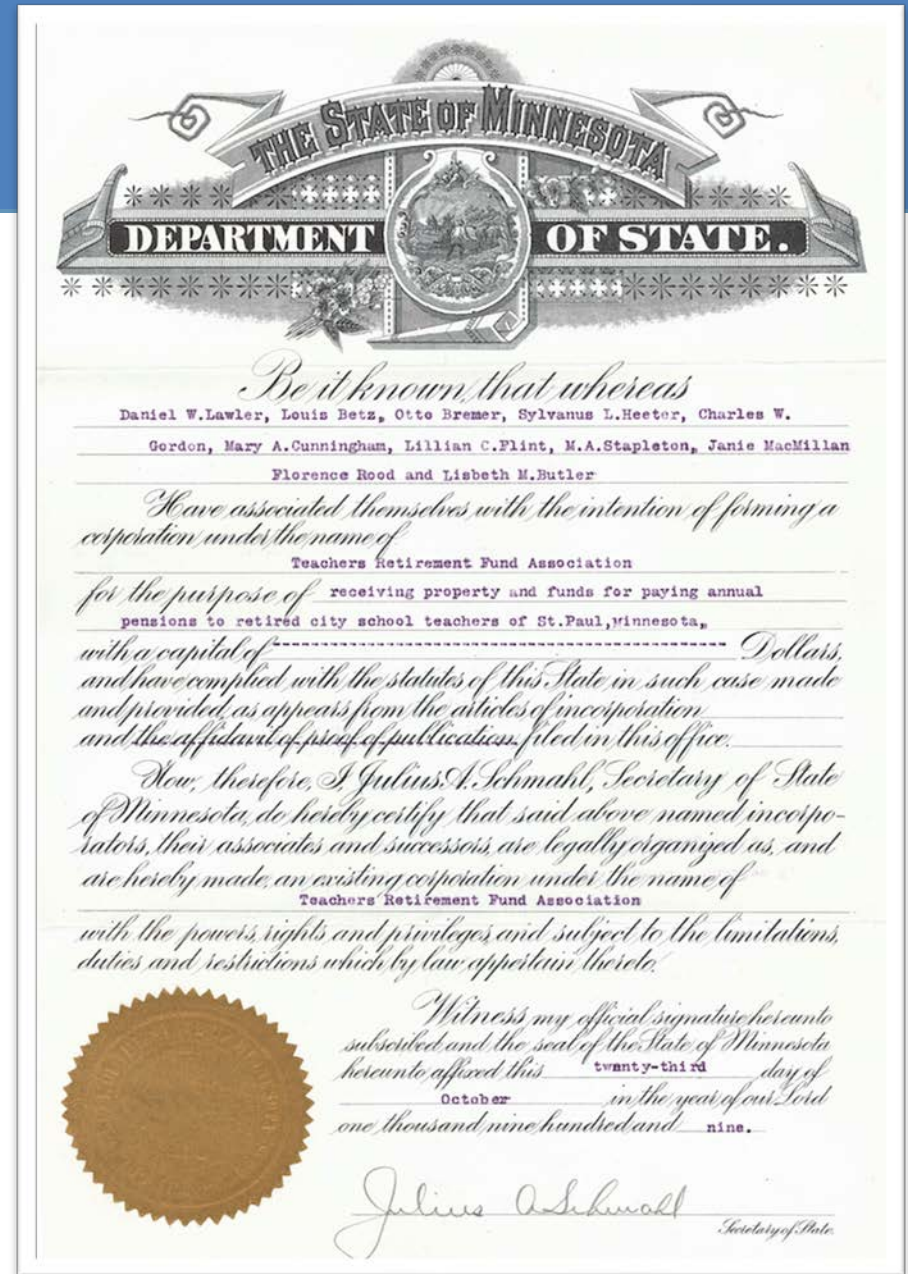 THE STATE OF MINNESOTA
DEPARTMENT OF STATE.
Be it known, that whereas
Daniel W.Lawler, Louis Betz, Otto Bremer, Sylvanus L.Heeter, Charles W.
Gordon, Mary A.Cunningham, Lillian C.Flint, M.A.Stapleton, Janie MacMillan
Florence Rood and Lisbeth M.Butler
Have associated themselves with the intention of forming a
corporation under the name of
Teachers Retirement Fund Association
for the purpose of receiving property and funds for paying annual
pensions to retired city school teachers of St.Paul,Minnesota,
with a capital of ---------------------------------------------- Dollars,
and have complied with the statutes of this State in such case made
and provided, as appears from the articles of incorporation
and the affidavit of proof of publication, filed in this office.
Now, therefore, I, Julius A. Schmahl, Secretary of State
of Minnesota, do hereby certify that said above named incorpo-
rators, their associates and successors, are legally organized as, and
are hereby made, an existing corporation under the name of
Teachers Retirement Fund Association
with the powers, rights and privileges, and subject to the limitations,
duties and restrictions which by law appertain thereto.
Witness my official signature hereunto
subscribed and the seal of the State of Minnesota
hereunto affixed this twenty-third day of
October in the year of our Lord
one thousand nine hundred and nine.
Julius A Schmahl
Secretary of State.